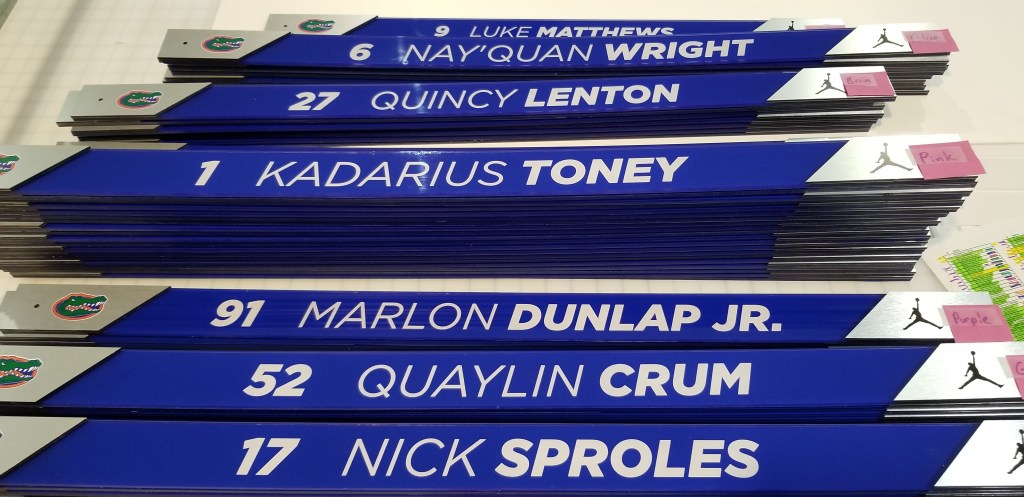 9 LUKE MATTHEWS
6 NAY'QUAN WRIGHT
27 QUINCY LENTON
1 KADARIUS TONEY Pink
91 MARLON DUNLAP JR. Purple
52 QUAYLIN CRUM
17 NICK SPROLES